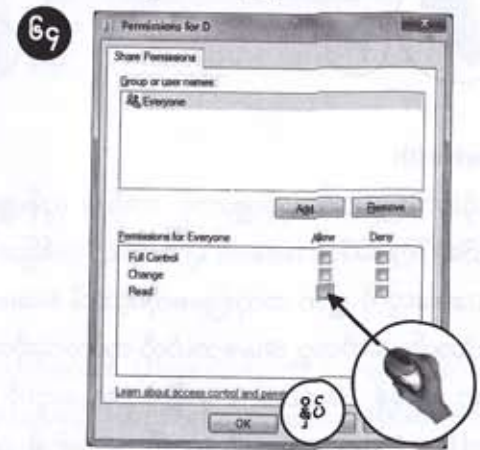 ၆၄
Permissions for D
Share Permissions
Group or user names:
Everyone
Add...
Remove
Permissions for Everyone
Allow
Deny
Full Control
Change
Read
Learn about access control and
OK
နှိပ်